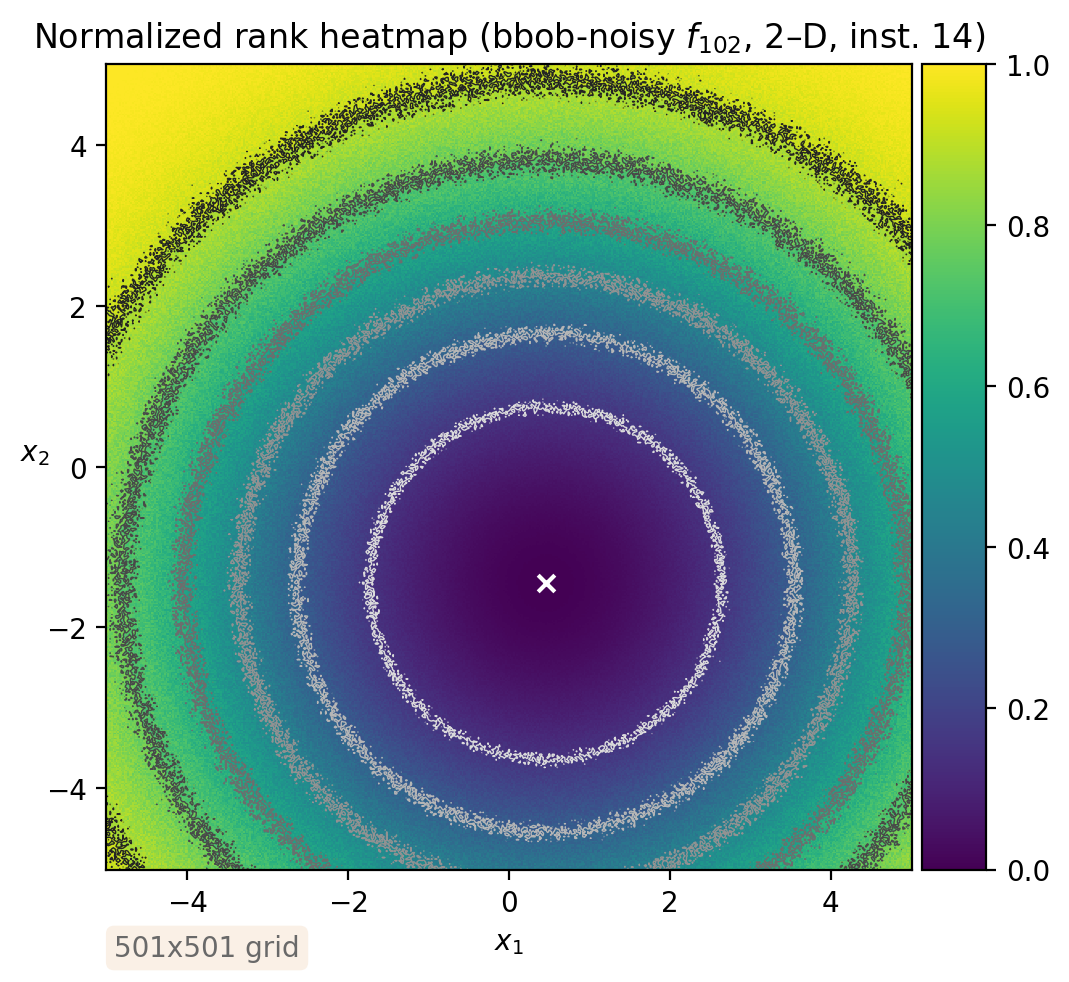 Normalized rank heatmap (bbob-noisy f₁₀₂, 2–D, inst. 14)
1.0
4
0.8
2
0.6
x₂ 0
0.4
−2
0.2
−4
0.0
−4 −2 0 2 4
x₁
501x501 grid